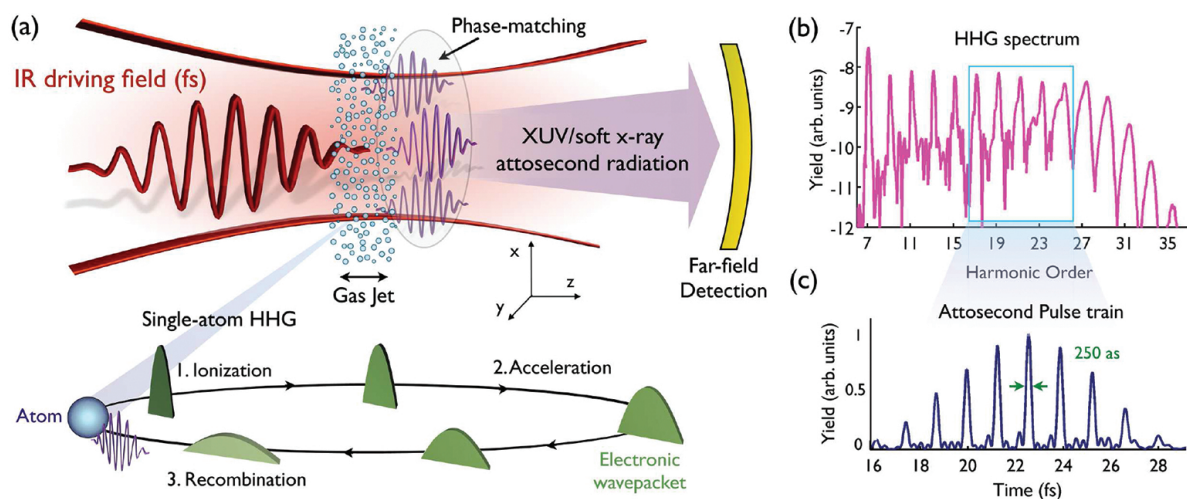 (a)
Phase-matching
IR driving field (fs)
XUV/soft x-ray
attosecond radiation
x
z
y
Gas Jet
Far-field
Detection
Single-atom HHG
1. Ionization
2. Acceleration
Atom
3. Recombination
Electronic
wavepacket
(b)
HHG spectrum
Yield (arb. units)
-7
-8
-9
-10
-11
-12
7 11 15 19 23 27 31 35
Harmonic Order
(c)
Attosecond Pulse train
250 as
Yield (arb. units)
1
0.5
0
16 18 20 22 24 26 28
Time (fs)